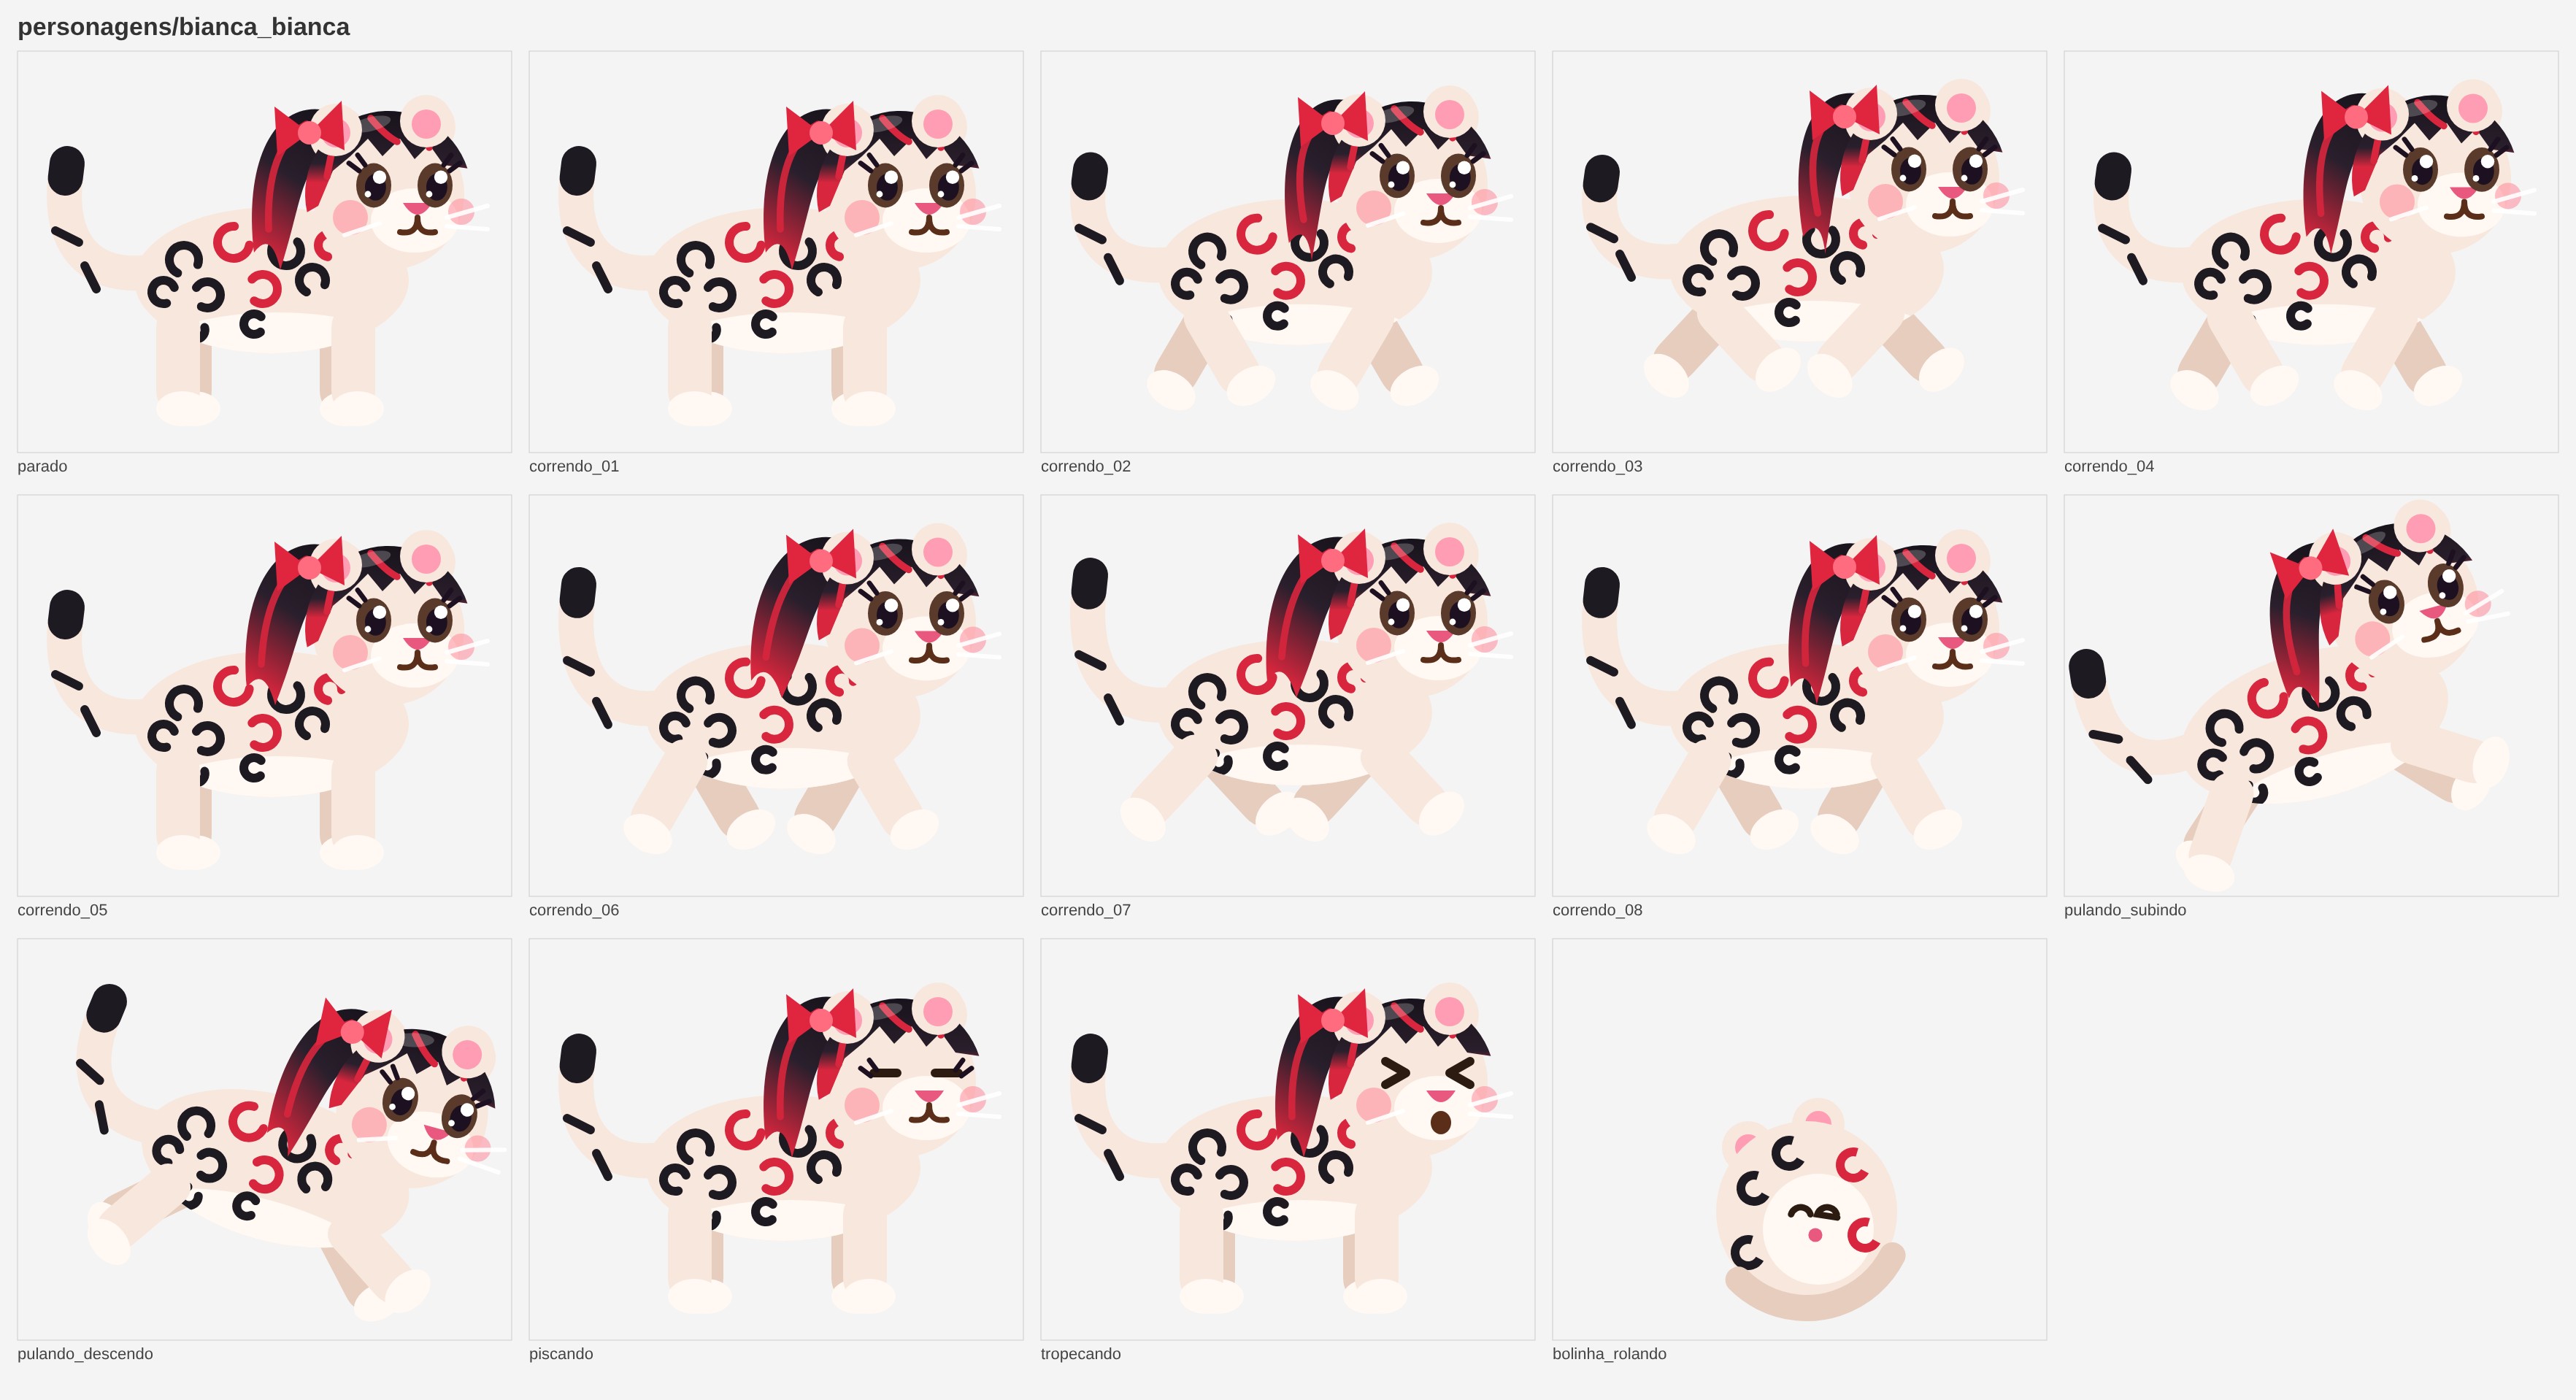 personagens/bianca_bianca
parado
correndo_01
correndo_02
correndo_03
correndo_04
correndo_05
correndo_06
correndo_07
correndo_08
pulando_subindo
pulando_descendo
piscando
tropecando
bolinha_rolando